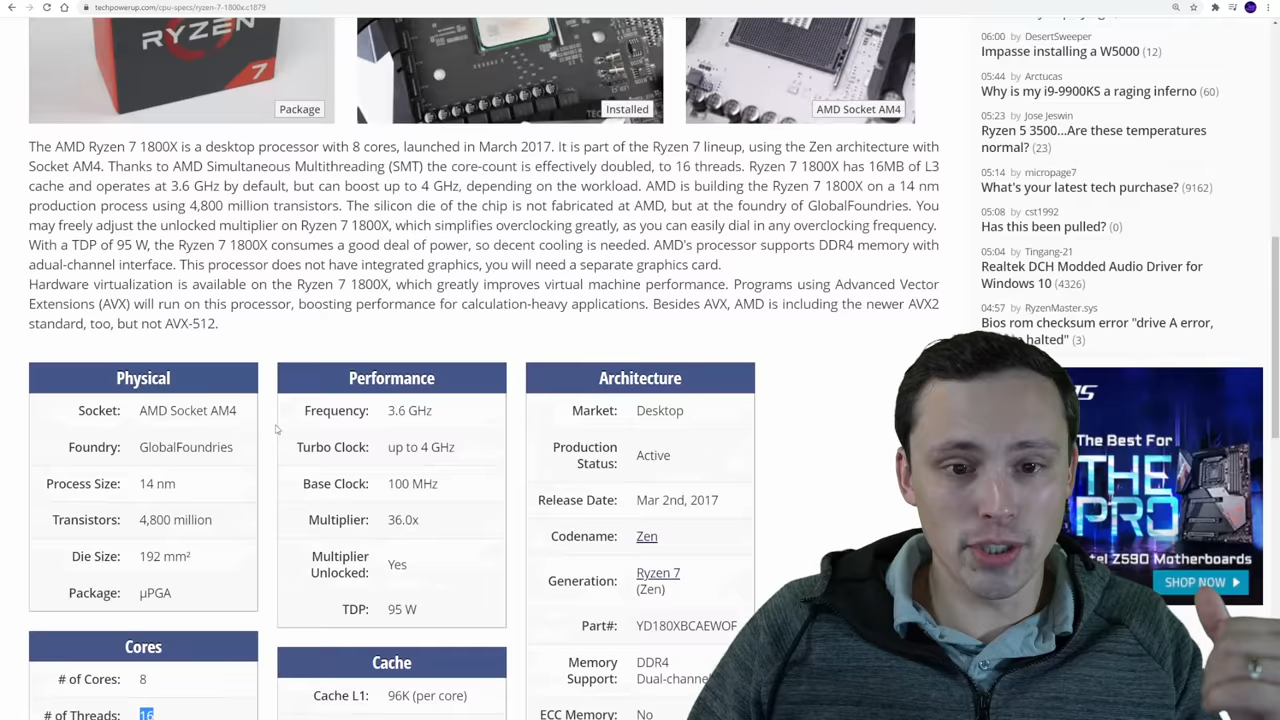 techpowerup.com/cpu-specs/ryzen-7-1800x.c1879
RYZEN
7
Package
Installed
AMD Socket AM4
The AMD Ryzen 7 1800X is a desktop processor with 8 cores, launched in March 2017. It is part of the Ryzen 7 lineup, using the Zen architecture with
Socket AM4. Thanks to AMD Simultaneous Multithreading (SMT) the core-count is effectively doubled, to 16 threads. Ryzen 7 1800X has 16MB of L3
cache and operates at 3.6 GHz by default, but can boost up to 4 GHz, depending on the workload. AMD is building the Ryzen 7 1800X on a 14 nm
production process using 4,800 million transistors. The silicon die of the chip is not fabricated at AMD, but at the foundry of GlobalFoundries. You
may freely adjust the unlocked multiplier on Ryzen 7 1800X, which simplifies overclocking greatly, as you can easily dial in any overclocking frequency.
With a TDP of 95 W, the Ryzen 7 1800X consumes a good deal of power, so decent cooling is needed. AMD's processor supports DDR4 memory with
adual-channel interface. This processor does not have integrated graphics, you will need a separate graphics card.
Hardware virtualization is available on the Ryzen 7 1800X, which greatly improves virtual machine performance. Programs using Advanced Vector
Extensions (AVX) will run on this processor, boosting performance for calculation-heavy applications. Besides AVX, AMD is including the newer AVX2
standard, too, but not AVX-512.
Physical
Socket: AMD Socket AM4
Foundry: GlobalFoundries
Process Size: 14 nm
Transistors: 4,800 million
Die Size: 192 mm²
Package: µPGA
Cores
# of Cores: 8
# of Threads: 16
Performance
Frequency: 3.6 GHz
Turbo Clock: up to 4 GHz
Base Clock: 100 MHz
Multiplier: 36.0x
Multiplier
Unlocked: Yes
TDP: 95 W
Cache
Cache L1: 96K (per core)
Architecture
Market: Desktop
Production
Status: Active
Release Date: Mar 2nd, 2017
Codename: Zen
Generation: Ryzen 7
(Zen)
Part#: YD180XBCAEWOF
Memory
Support: DDR4
Dual-channel
ECC Memory: No
06:00 by DesertSweeper
Impasse installing a W5000 (12)
05:44 by Arctucas
Why is my i9-9900KS a raging inferno (60)
05:23 by Jose Jeswin
Ryzen 5 3500...Are these temperatures
normal? (23)
05:14 by micropage7
What's your latest tech purchase? (9162)
05:08 by cst1992
Has this been pulled? (0)
05:04 by Tingang-21
Realtek DCH Modded Audio Driver for
Windows 10 (4326)
04:57 by RyzenMaster.sys
Bios rom checksum error "drive A error,
halted" (3)
The Best For
THE
PRO
tel Z590 Motherboards
SHOP NOW